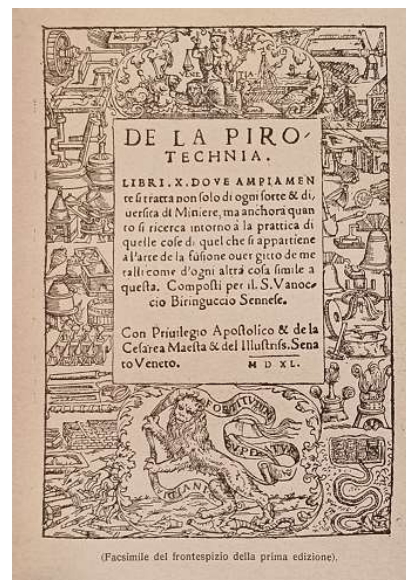 VENE TIA
DE LA PIRO-
TECHNIA.
LIBRI. X. DOVE AMPIAMEN
te si tratta non solo di ogni sorte & di,
uersita di Miniere, ma anchora quan
to si ricerca intorno à la prattica di
quelle cose di quel che si appartiene
à l'arte de la fusione ouer gitto de me
talli come d'ogni altra cosa simile a
questa. Composti per il. S. Vanoc-
cio Biringuccio Sennese.
Con Priuilegio Apostolico & de la
Cesarea Maesta & del Illustriss. Sena
to Veneto. M D XL.
(Facsimile del frontespizio della prima edizione).